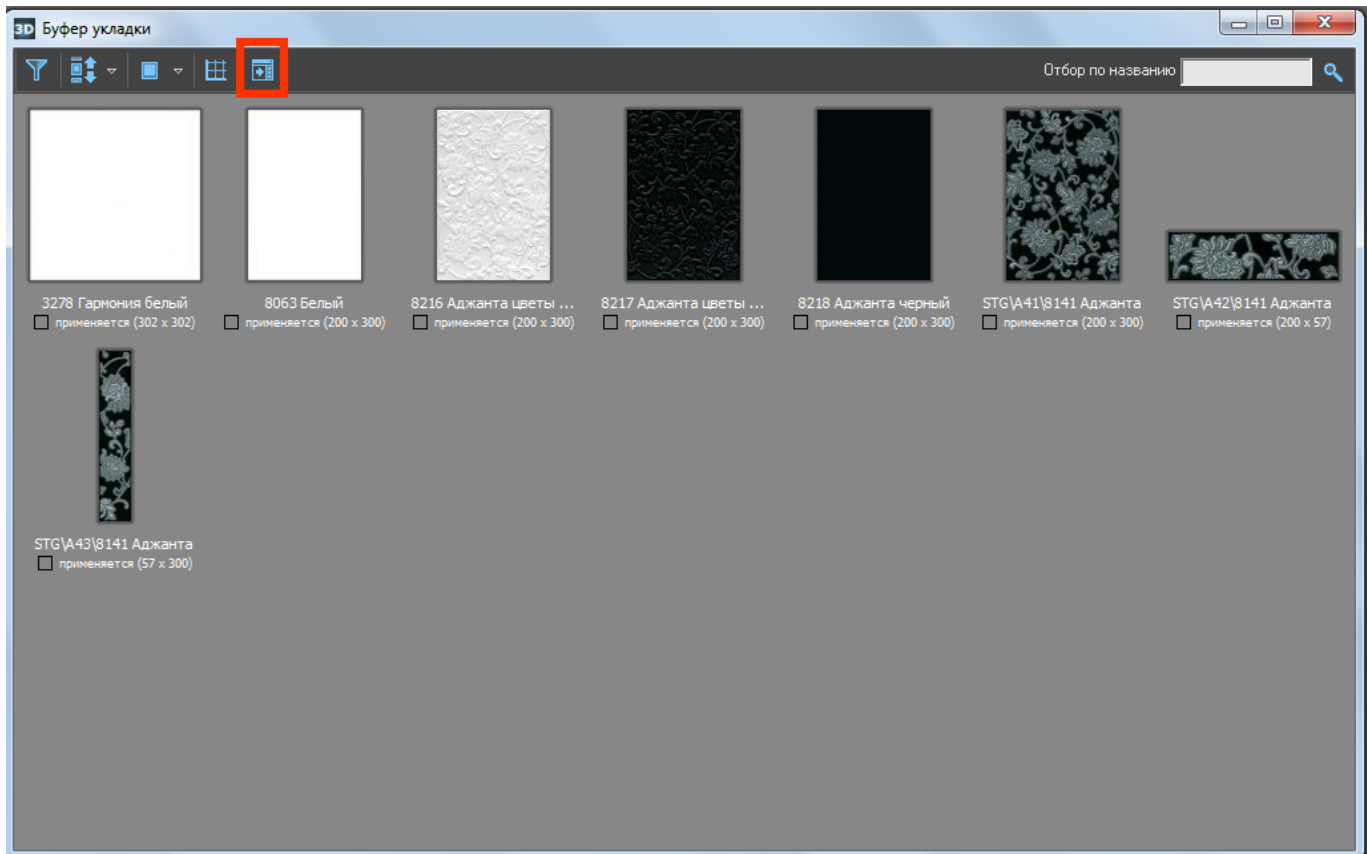 3D Буфер укладки
Отбор по названию
3278 Гармония белый
применяется (302 x 302)
8063 Белый
применяется (200 x 300)
8216 Аджанта цветы ...
применяется (200 x 300)
8217 Аджанта цветы ...
применяется (200 x 300)
8218 Аджанта черный
применяется (200 x 300)
STG\A41\8141 Аджанта
применяется (200 x 300)
STG\A42\8141 Аджанта
применяется (200 x 57)
STG\A43\8141 Аджанта
применяется (57 x 300)